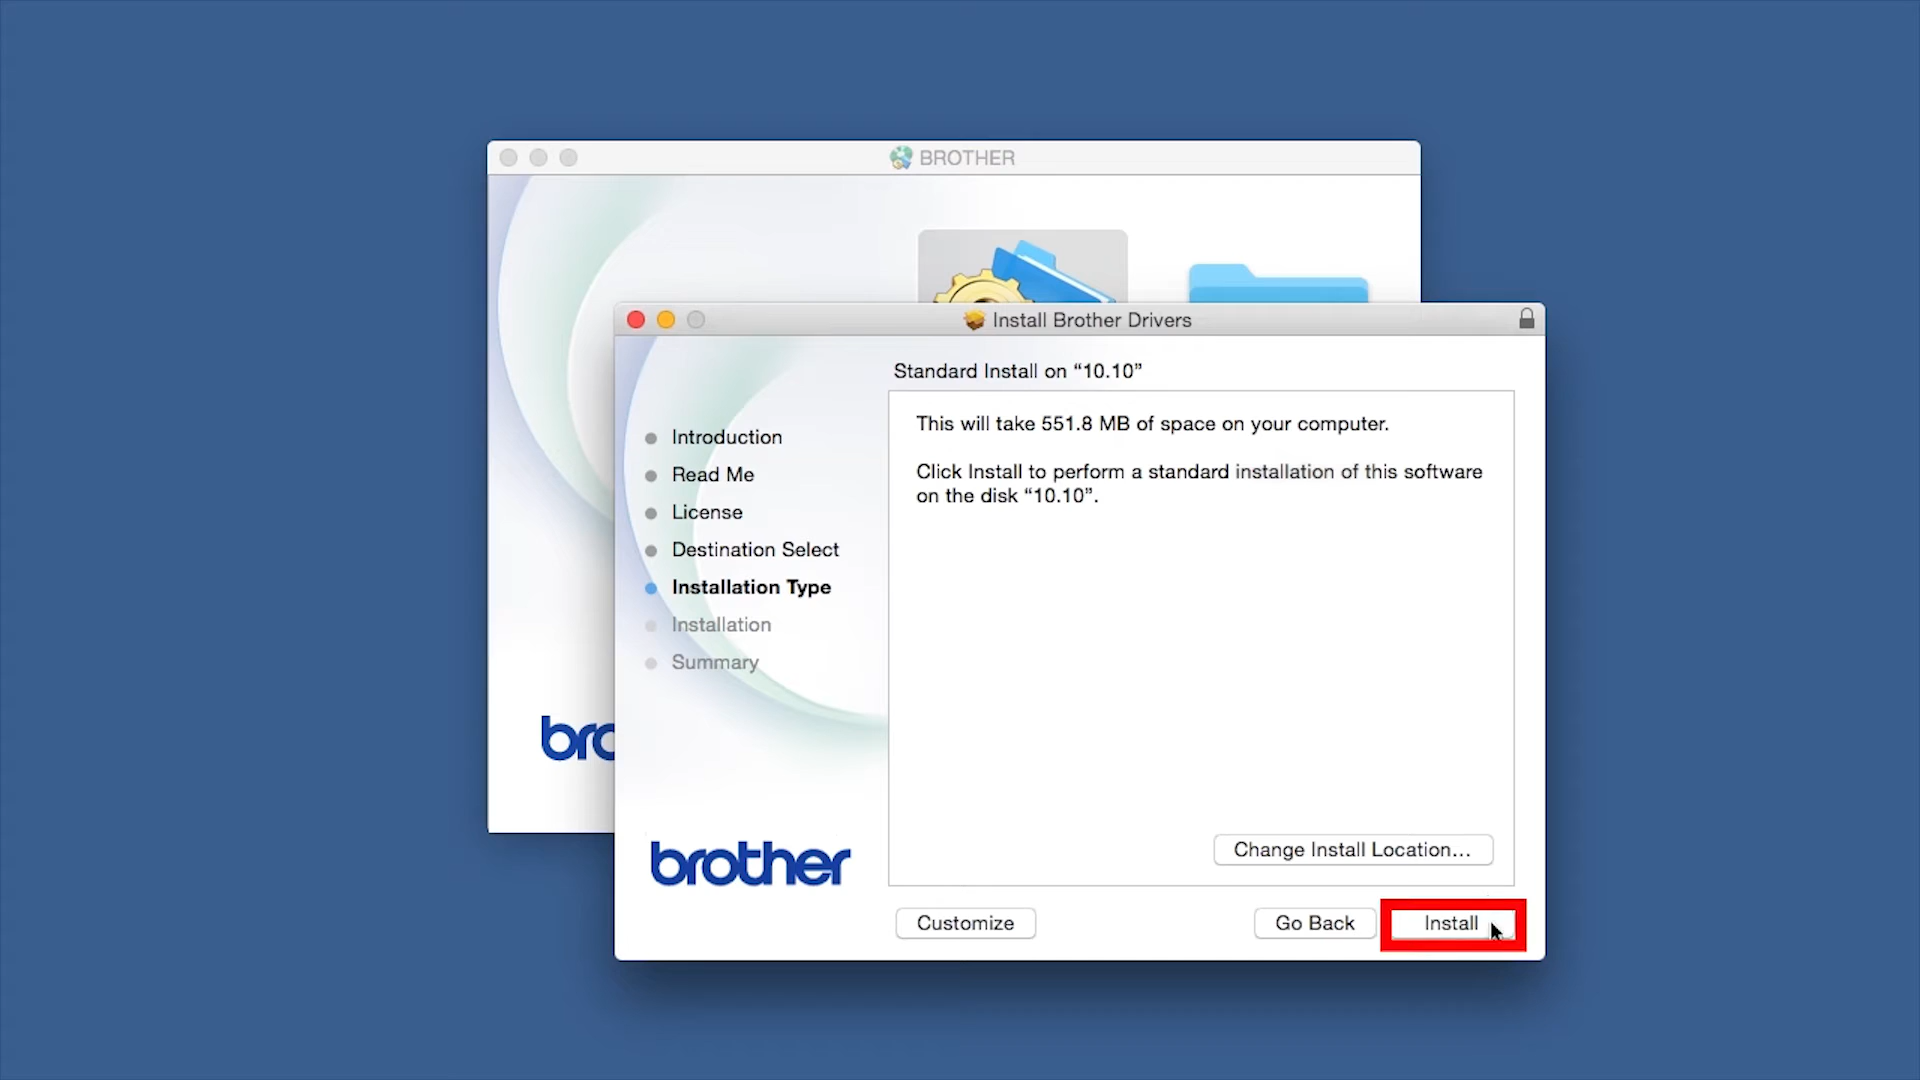 BROTHER
Install Brother Drivers
Standard Install on “10.10”
This will take 551.8 MB of space on your computer.
Click Install to perform a standard installation of this software
on the disk “10.10”.
Introduction
Read Me
License
Destination Select
Installation Type
Installation
Summary
bro
brother
Change Install Location...
Customize
Go Back
Install